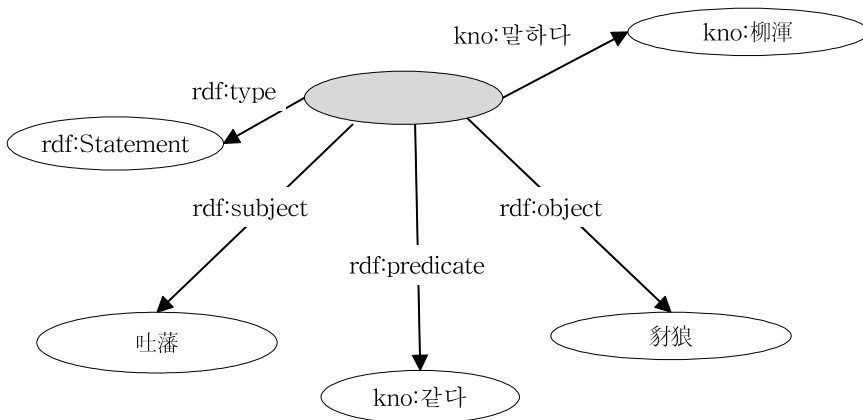 kno:말하다
kno:柳渾
rdf:type
rdf:Statement
rdf:subject
rdf:object
rdf:predicate
吐藩
豺狼
kno:같다